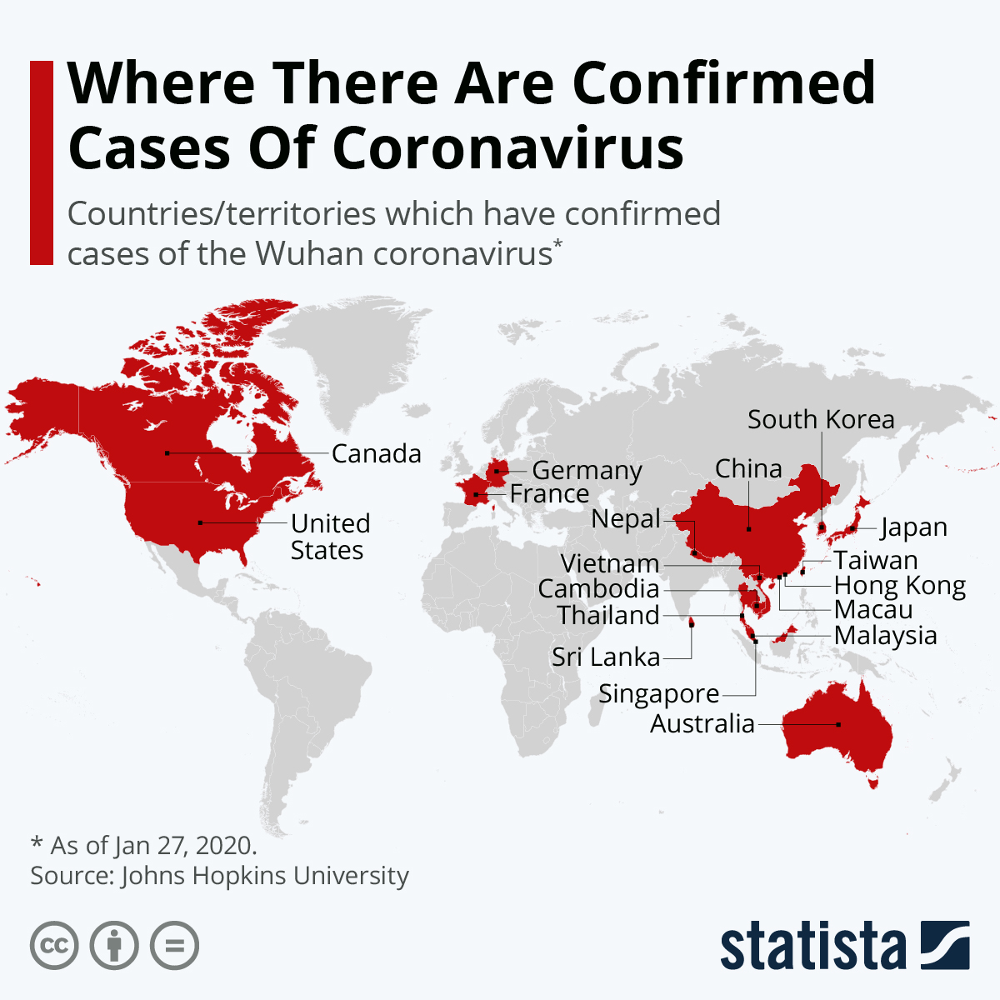 Where There Are Confirmed
Cases Of Coronavirus
Countries/territories which have confirmed
cases of the Wuhan coronavirus*
South Korea
Canada
China
Germany
France
Nepal
United
States
Japan
Vietnam
Taiwan
Cambodia
Hong Kong
Thailand
Macau
Malaysia
Sri Lanka
Singapore
Australia
* As of Jan 27, 2020.
Source: Johns Hopkins University
cc
statista